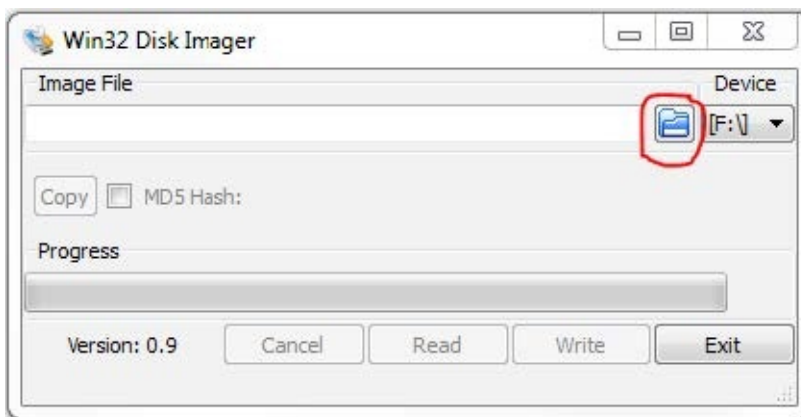 Win32 Disk Imager
Image File Device
[F:\]
Copy MD5 Hash:
Progress
Version: 0.9 Cancel Read Write Exit